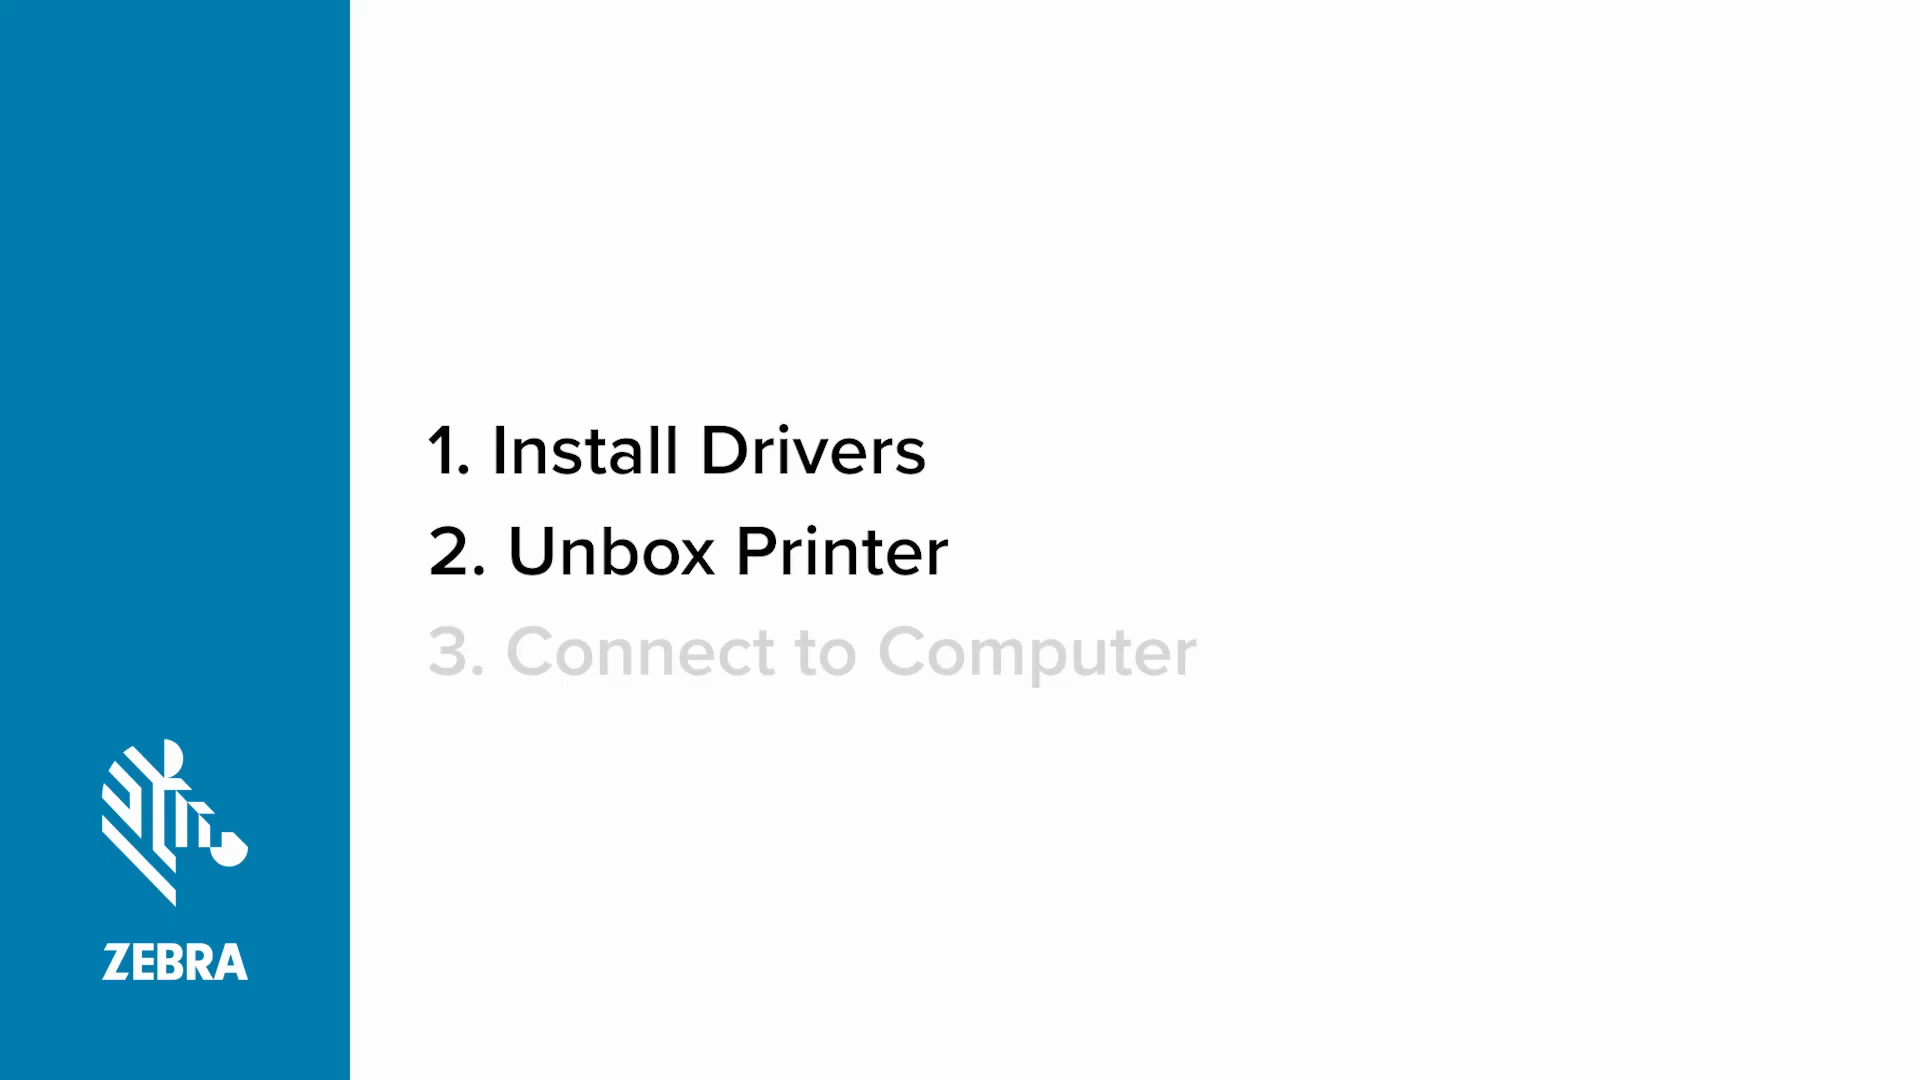 1. Install Drivers
2. Unbox Printer
3. Connect to Computer
ZEBRA